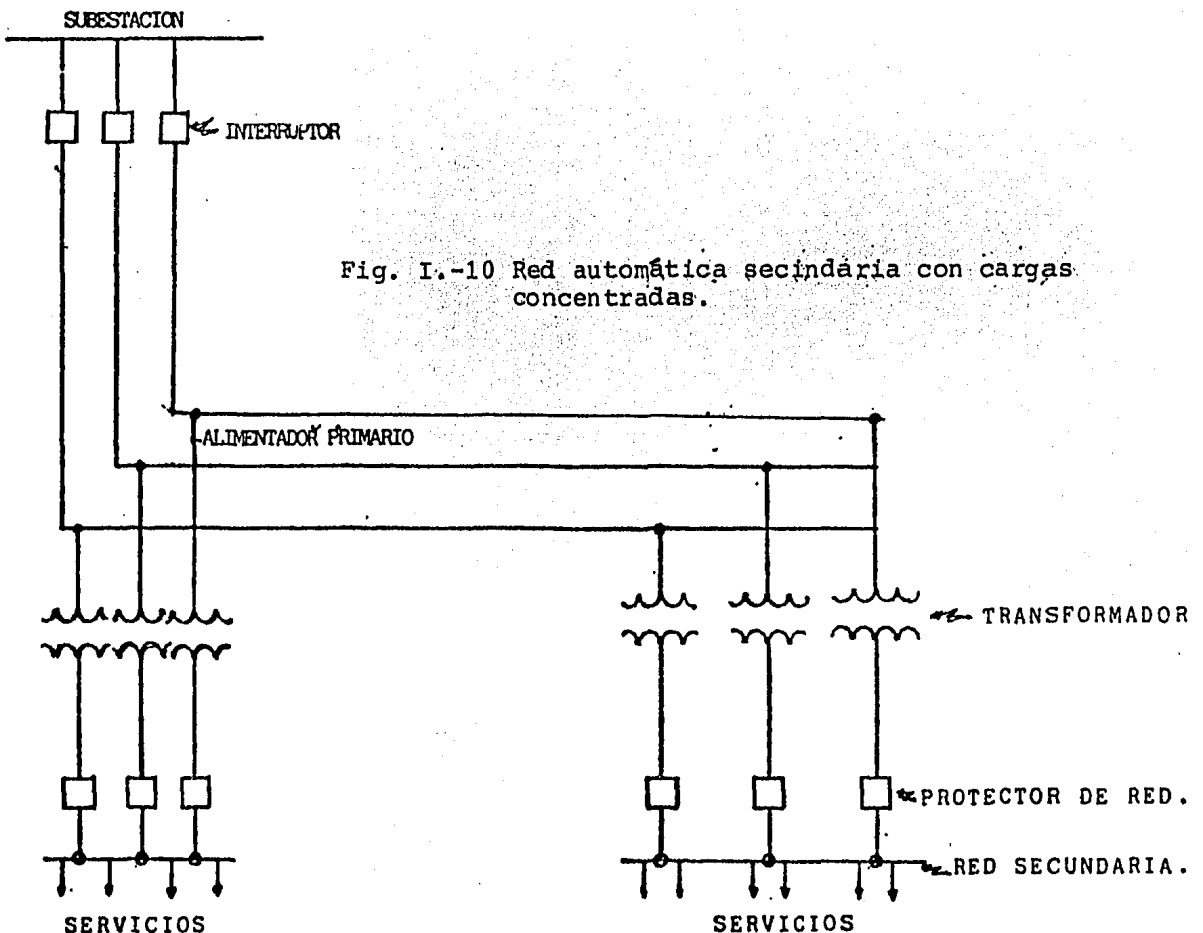 SUBESTACION
INTERRUPTOR
Fig. I.-10 Red automática secindária con cargas
concentradas.
ALIMENTADOR PRIMARIO
TRANSFORMADOR
PROTECTOR DE RED.
RED SECUNDARIA.
SERVICIOS
SERVICIOS